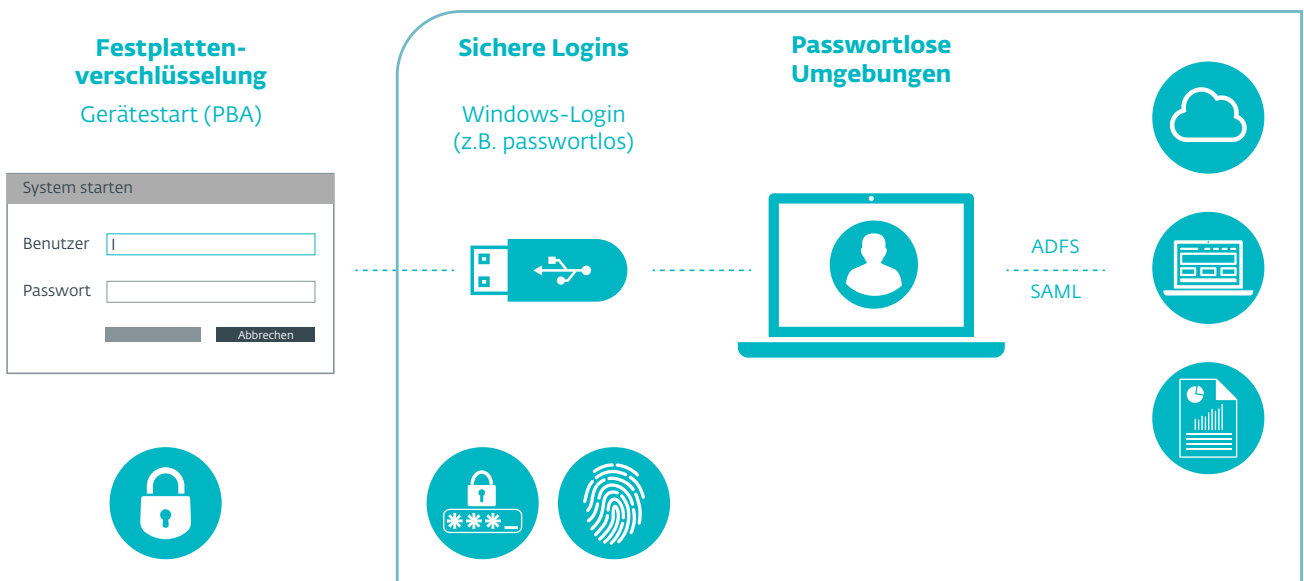 Festplatten-
verschlüsselung
Gerätestart (PBA)
System starten
Benutzer
Passwort
Abbrechen
Sichere Logins
Windows-Login
(z.B. passwortlos)
Passwortlose
Umgebungen
ADFS
SAML